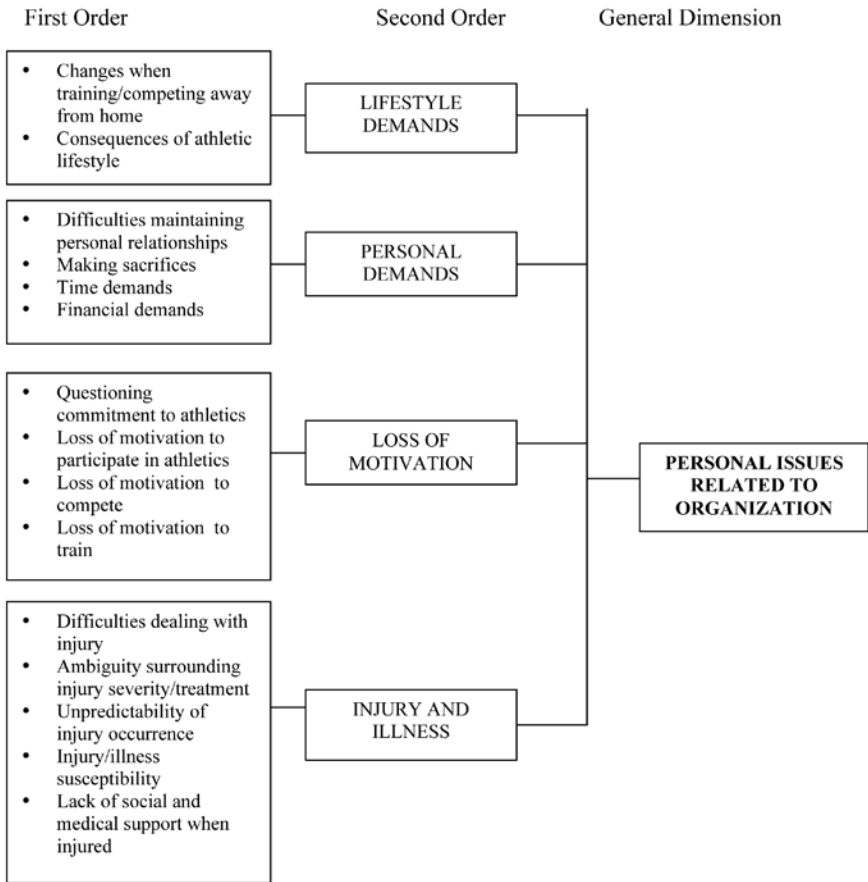 First Order
Second Order
General Dimension
• Changes when
training/competing away
from home
• Consequences of athletic
lifestyle
LIFESTYLE
DEMANDS
• Difficulties maintaining
personal relationships
• Making sacrifices
• Time demands
• Financial demands
PERSONAL
DEMANDS
• Questioning
commitment to athletics
• Loss of motivation to
participate in athletics
• Loss of motivation to
compete
• Loss of motivation to
train
LOSS OF
MOTIVATION
PERSONAL ISSUES
RELATED TO
ORGANIZATION
• Difficulties dealing with
injury
• Ambiguity surrounding
injury severity/treatment
• Unpredictability of
injury occurrence
• Injury/illness
susceptibility
• Lack of social and
medical support when
injured
INJURY AND
ILLNESS